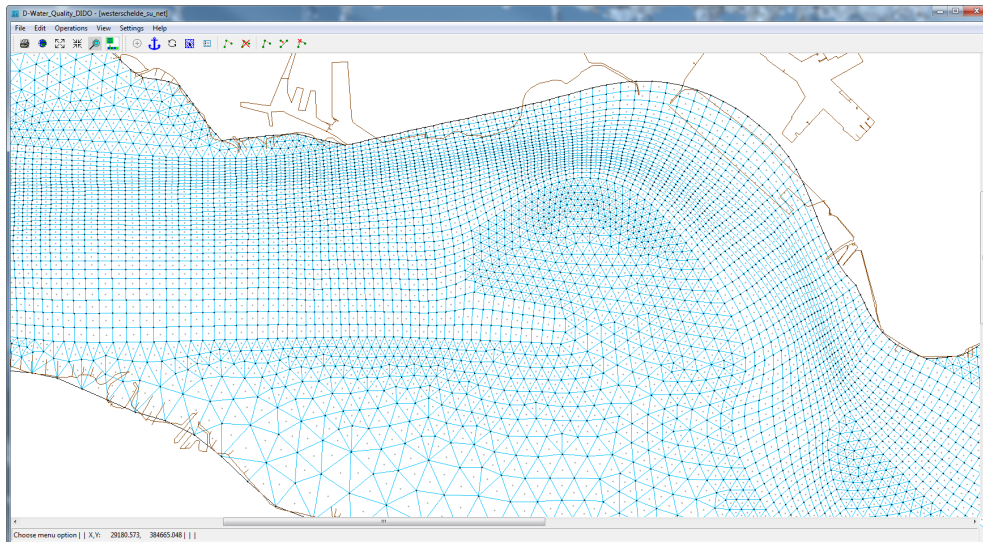 D-Water_Quality_DIDO - [westerschelde_su_net]
File Edit Operations View Settings Help
Choose menu option | | X,Y: 29180.573, 384665.048 | | |